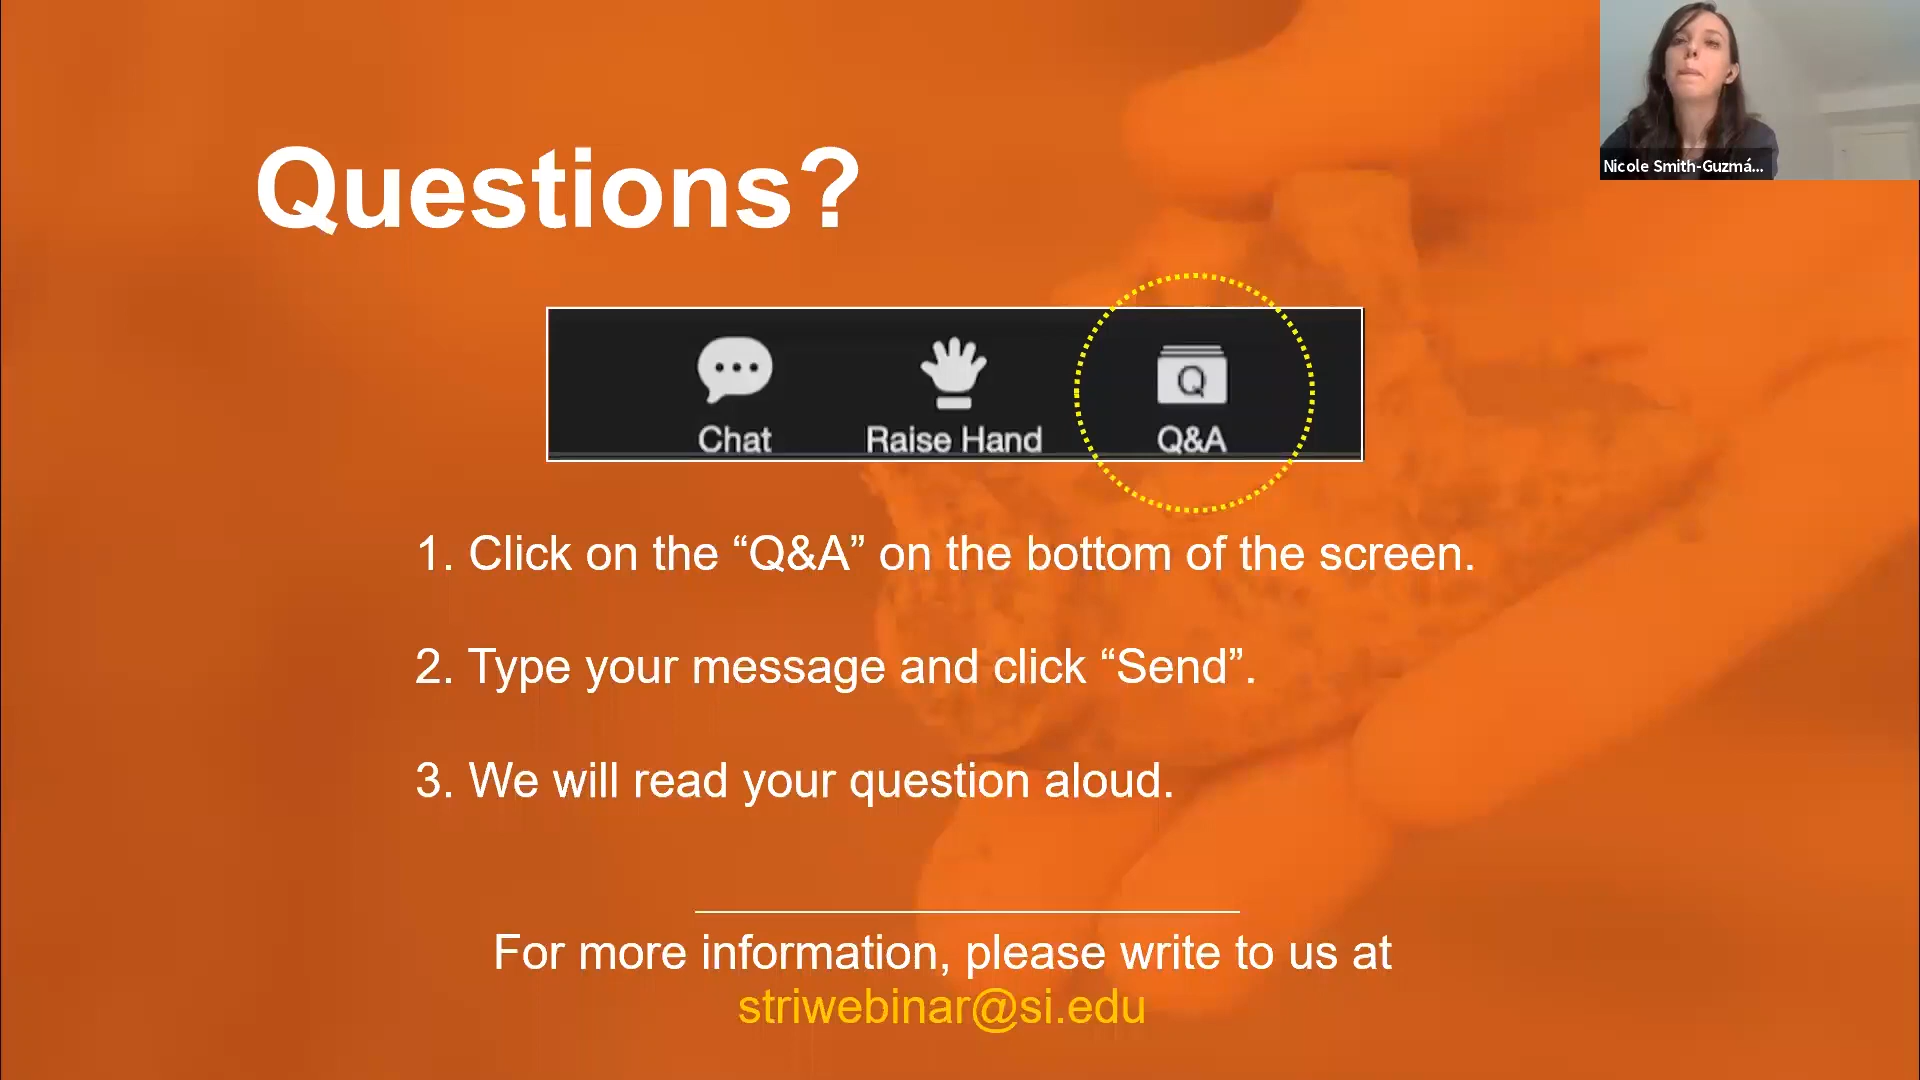 Nicole Smith-Guzmá...
Questions?
Chat
Raise Hand
Q
Q&A
1. Click on the “Q&A” on the bottom of the screen.
2. Type your message and click “Send”.
3. We will read your question aloud.
For more information, please write to us at
striwebinar@si.edu